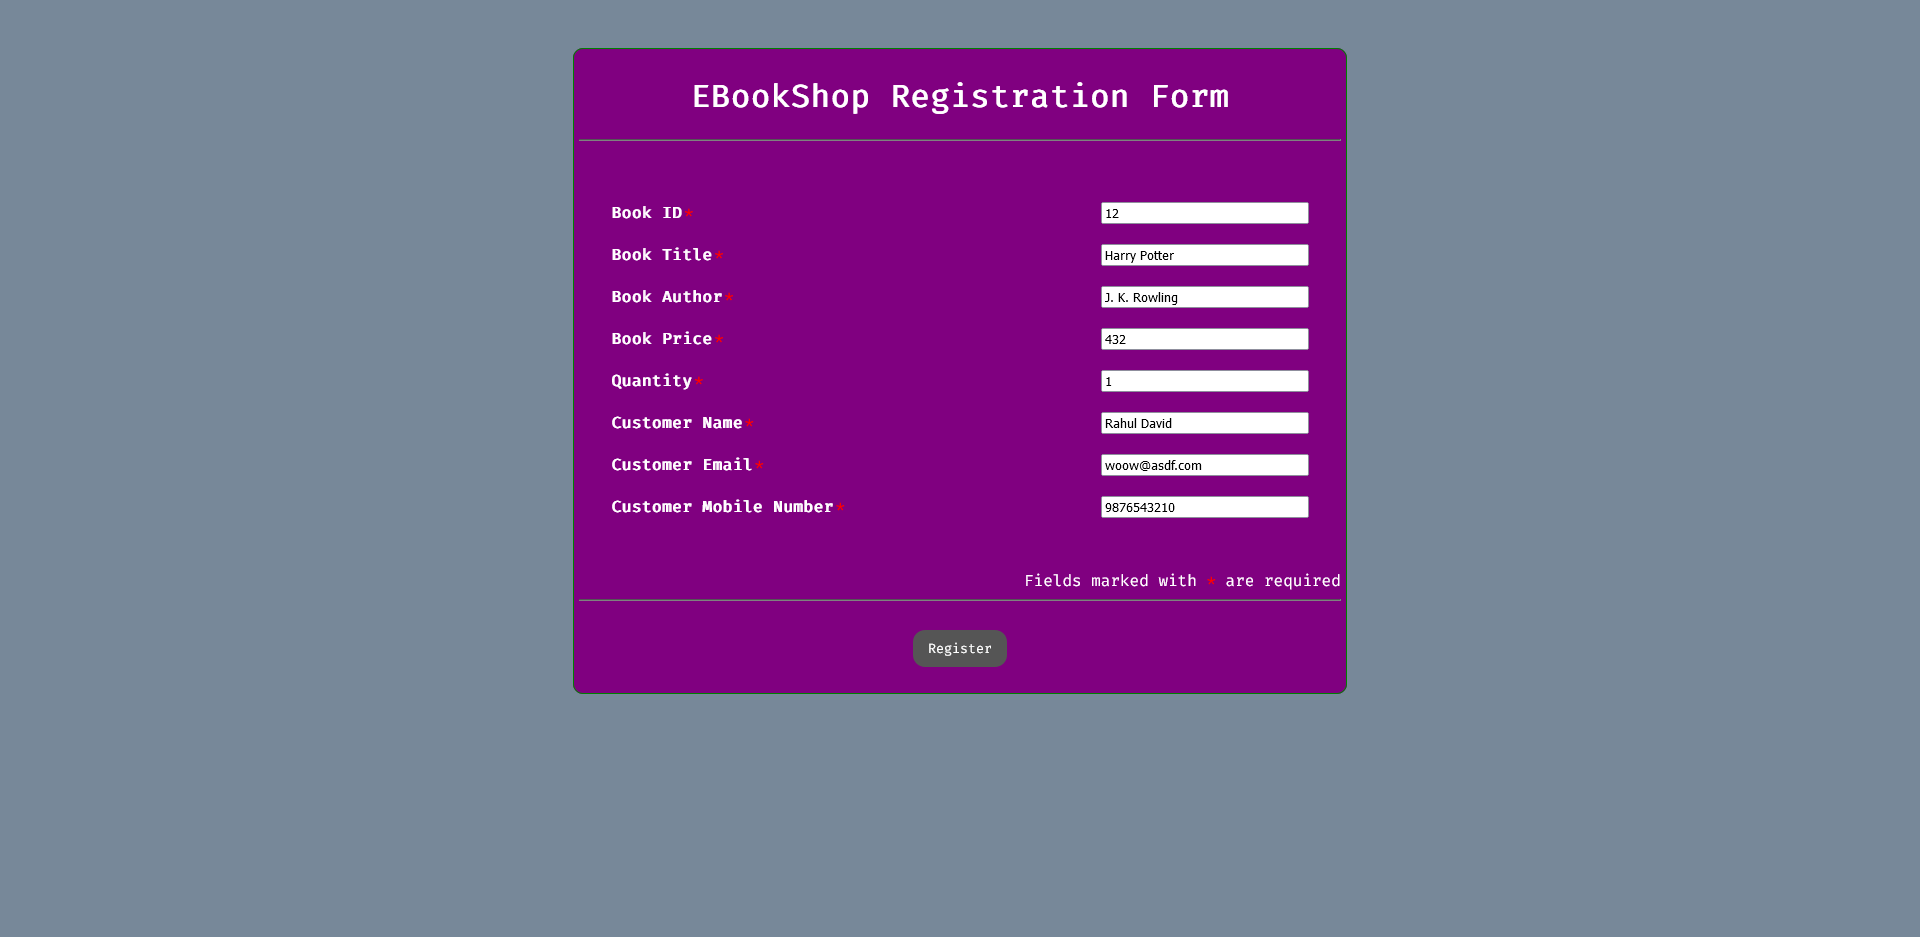 EBookShop Registration Form
Book ID* 12
Book Title* Harry Potter
Book Author* J. K. Rowling
Book Price* 432
Quantity* 1
Customer Name* Rahul David
Customer Email* woow@asdf.com
Customer Mobile Number* 9876543210
Fields marked with * are required
Register